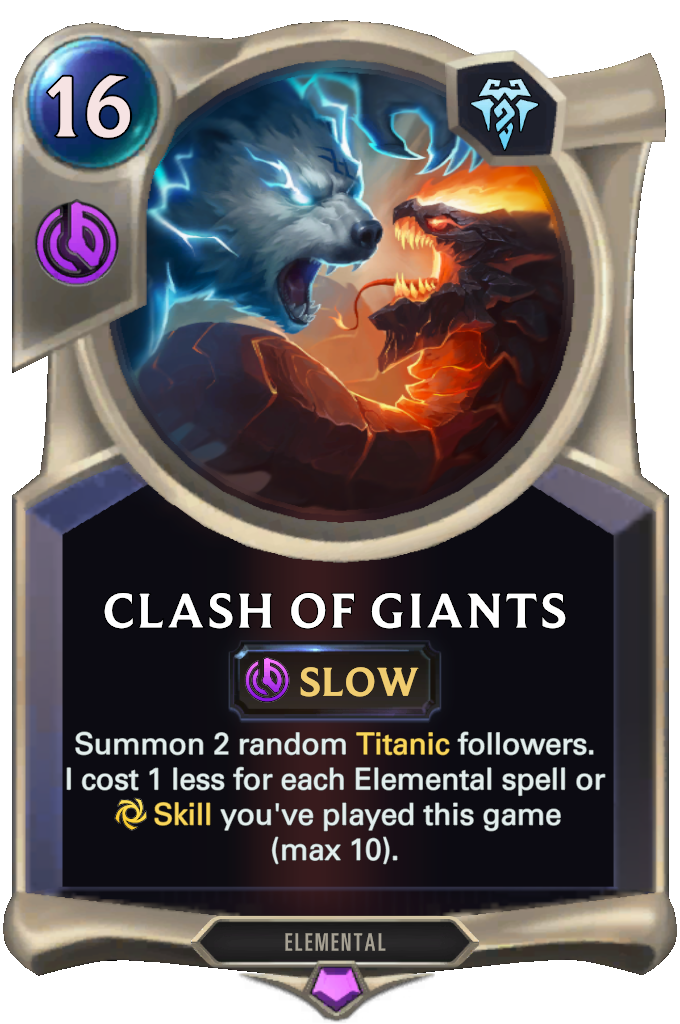 16
CLASH OF GIANTS
SLOW
Summon 2 random Titanic followers.
I cost 1 less for each Elemental spell or
Skill you've played this game
(max 10).
ELEMENTAL